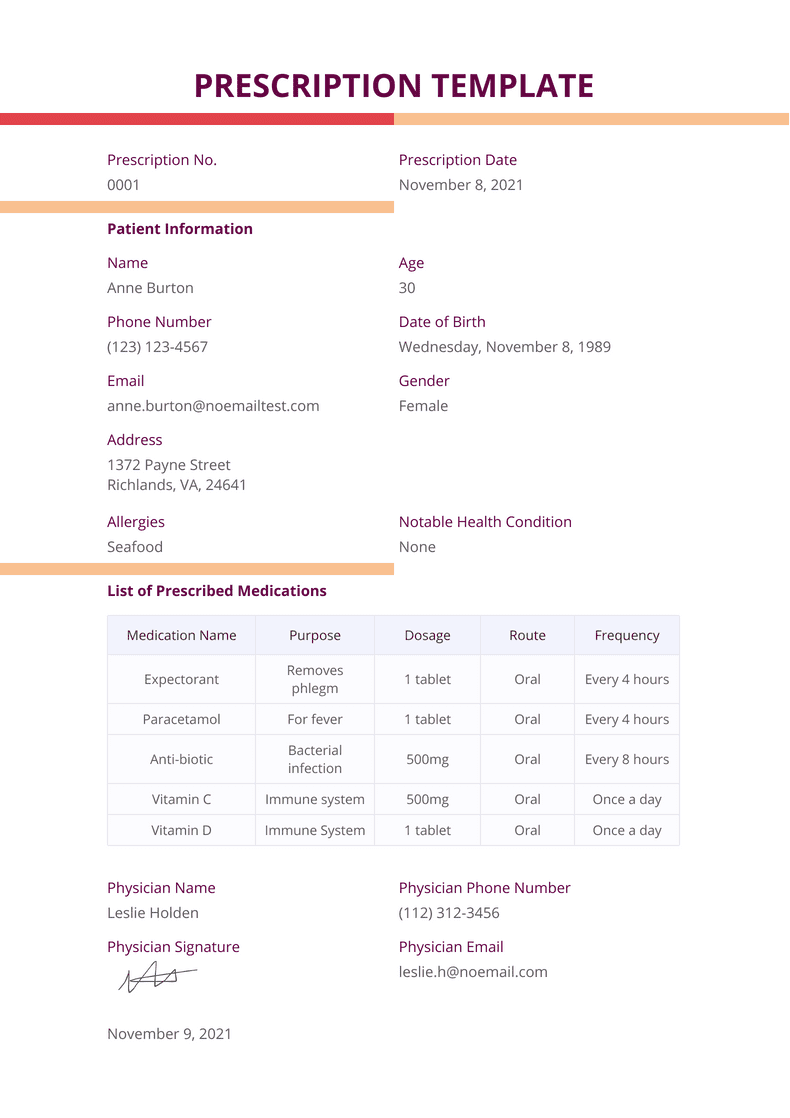 PRESCRIPTION TEMPLATE
Prescription No. Prescription Date
0001 November 8, 2021
Patient Information
Name Age
Anne Burton 30
Phone Number Date of Birth
(123) 123-4567 Wednesday, November 8, 1989
Email Gender
anne.burton@noemailtest.com Female
Address
1372 Payne Street
Richlands, VA, 24641
Allergies Notable Health Condition
Seafood None
List of Prescribed Medications
Medication Name Purpose Dosage Route Frequency
Expectorant Removes phlegm 1 tablet Oral Every 4 hours
Paracetamol For fever 1 tablet Oral Every 4 hours
Anti-biotic Bacterial infection 500mg Oral Every 8 hours
Vitamin C Immune system 500mg Oral Once a day
Vitamin D Immune System 1 tablet Oral Once a day
Physician Name Physician Phone Number
Leslie Holden (112) 312-3456
Physician Signature Physician Email
leslie.h@noemail.com
November 9, 2021